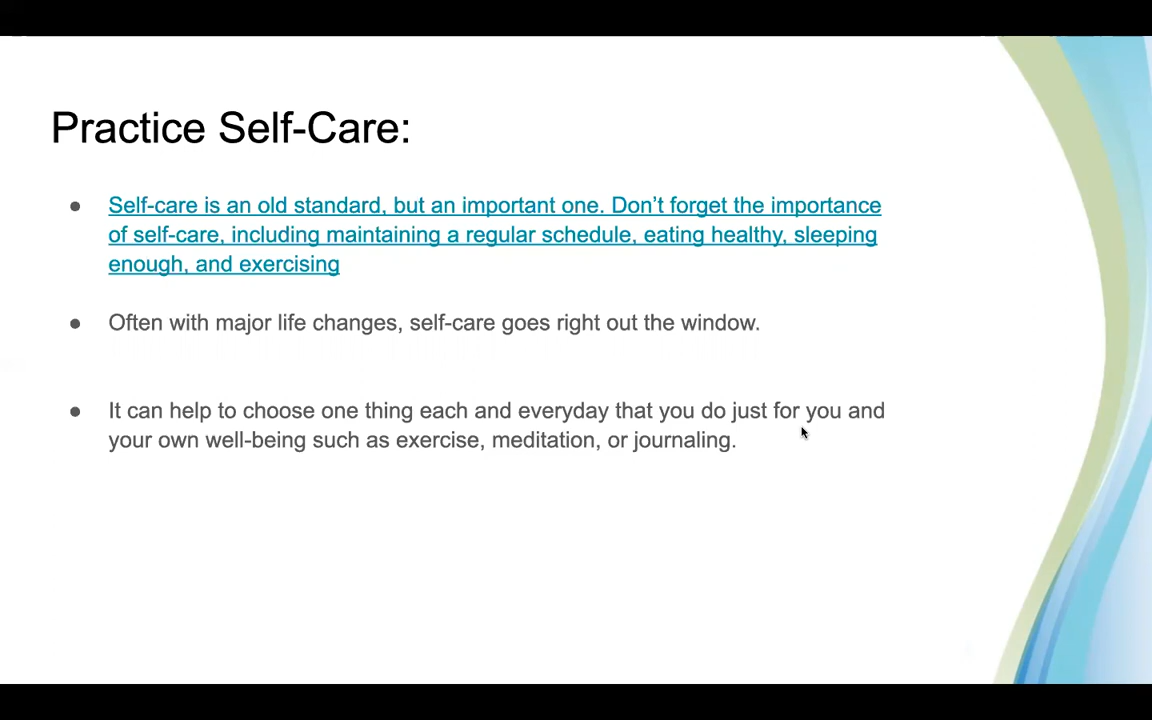 Practice Self-Care:
● Self-care is an old standard, but an important one. Don’t forget the importance
of self-care, including maintaining a regular schedule, eating healthy, sleeping
enough, and exercising
● Often with major life changes, self-care goes right out the window.
● It can help to choose one thing each and everyday that you do just for you and
your own well-being such as exercise, meditation, or journaling.